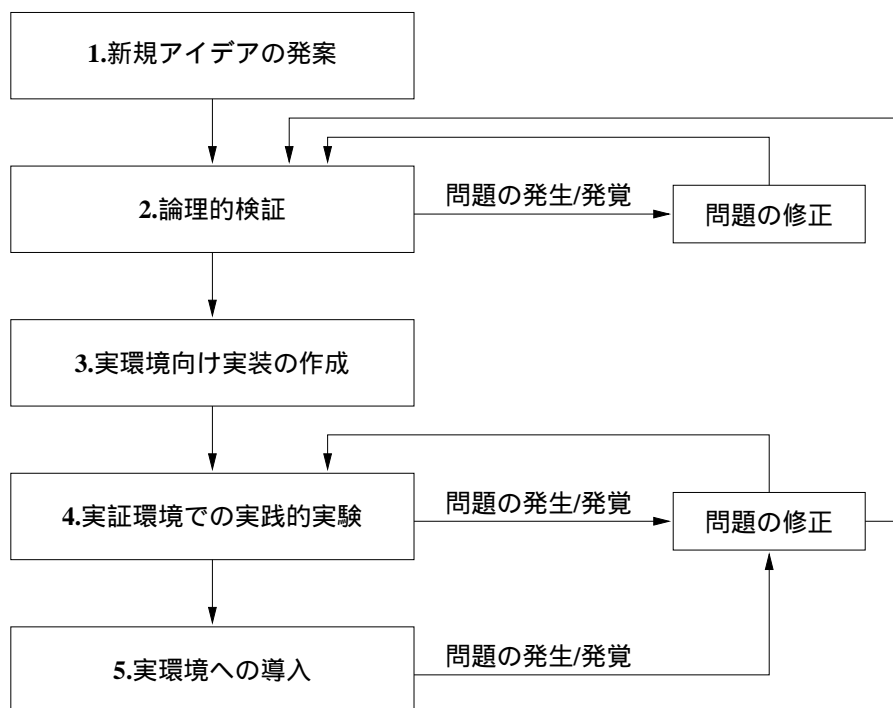 1.新規アイデアの発案
2.論理的検証
問題の発生/発覚
問題の修正
3.実環境向け実装の作成
4.実証環境での実践的実験
問題の発生/発覚
問題の修正
5.実環境への導入
問題の発生/発覚